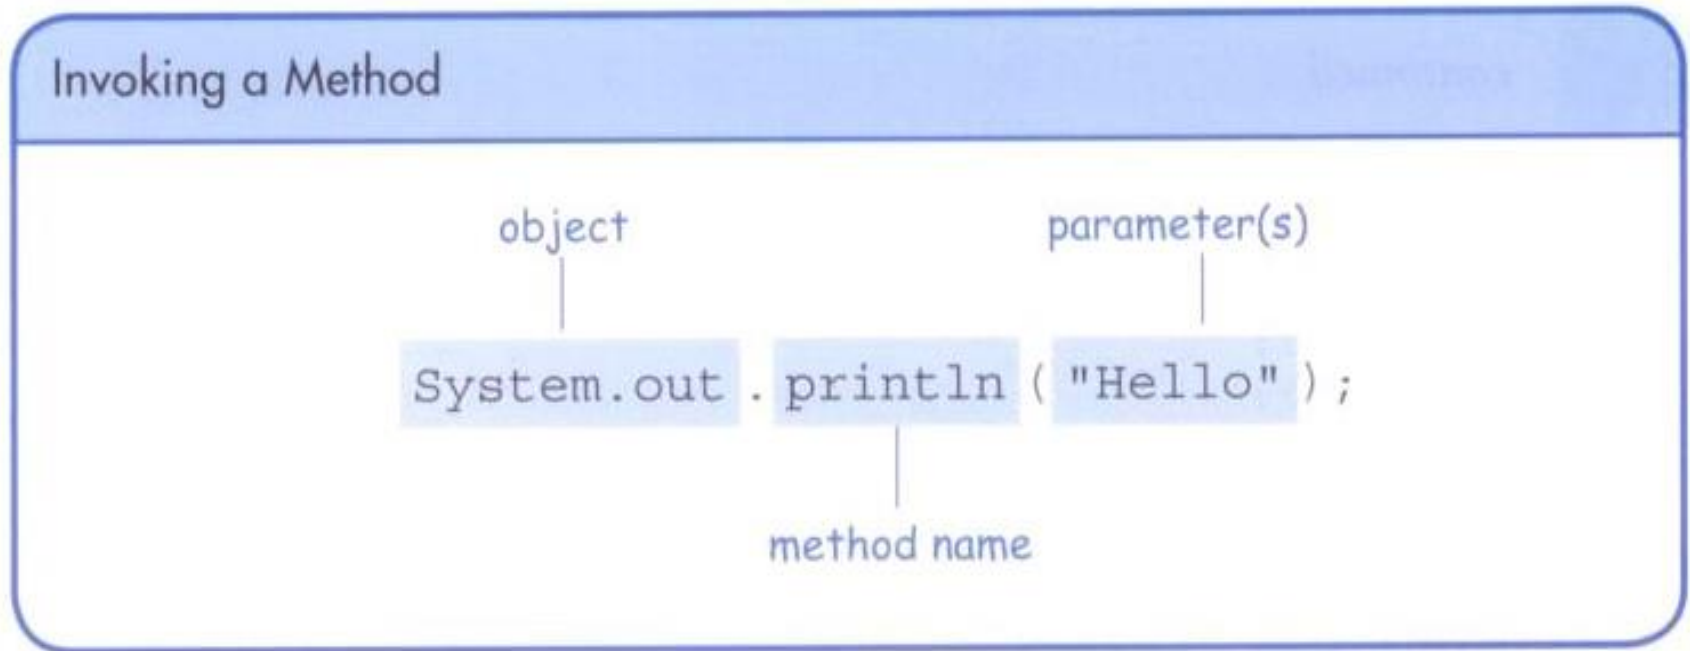 Invoking a Method
object parameter(s)
System.out . println ( "Hello" ) ;
method name